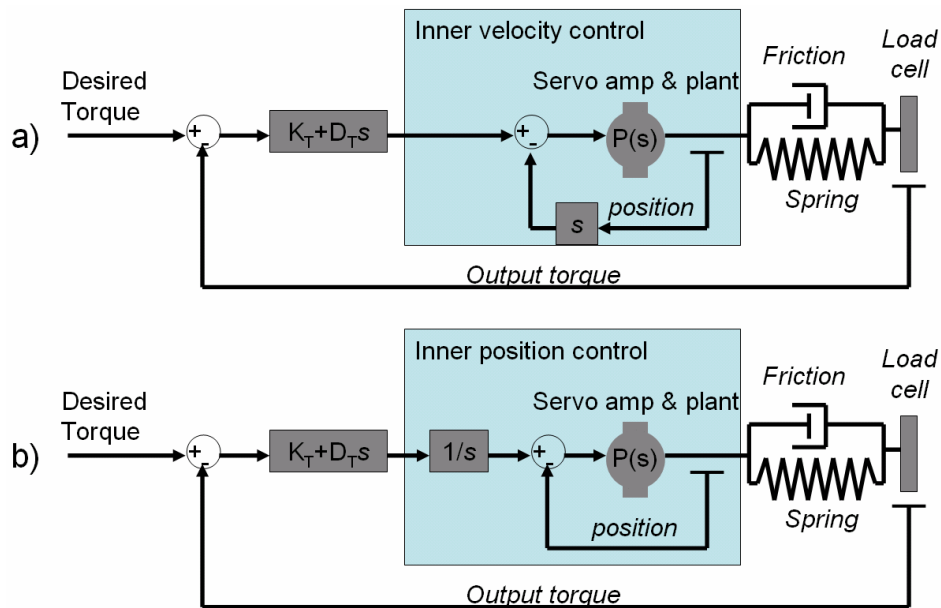 a)
Desired
Torque
+
-
K_T+D_Ts
Inner velocity control
Servo amp & plant
+
-
P(s)
position
s
Friction
Spring
Load
cell
Output torque
b)
Desired
Torque
+
-
K_T+D_Ts
Inner position control
1/s
Servo amp & plant
+
-
P(s)
position
Friction
Spring
Load
cell
Output torque